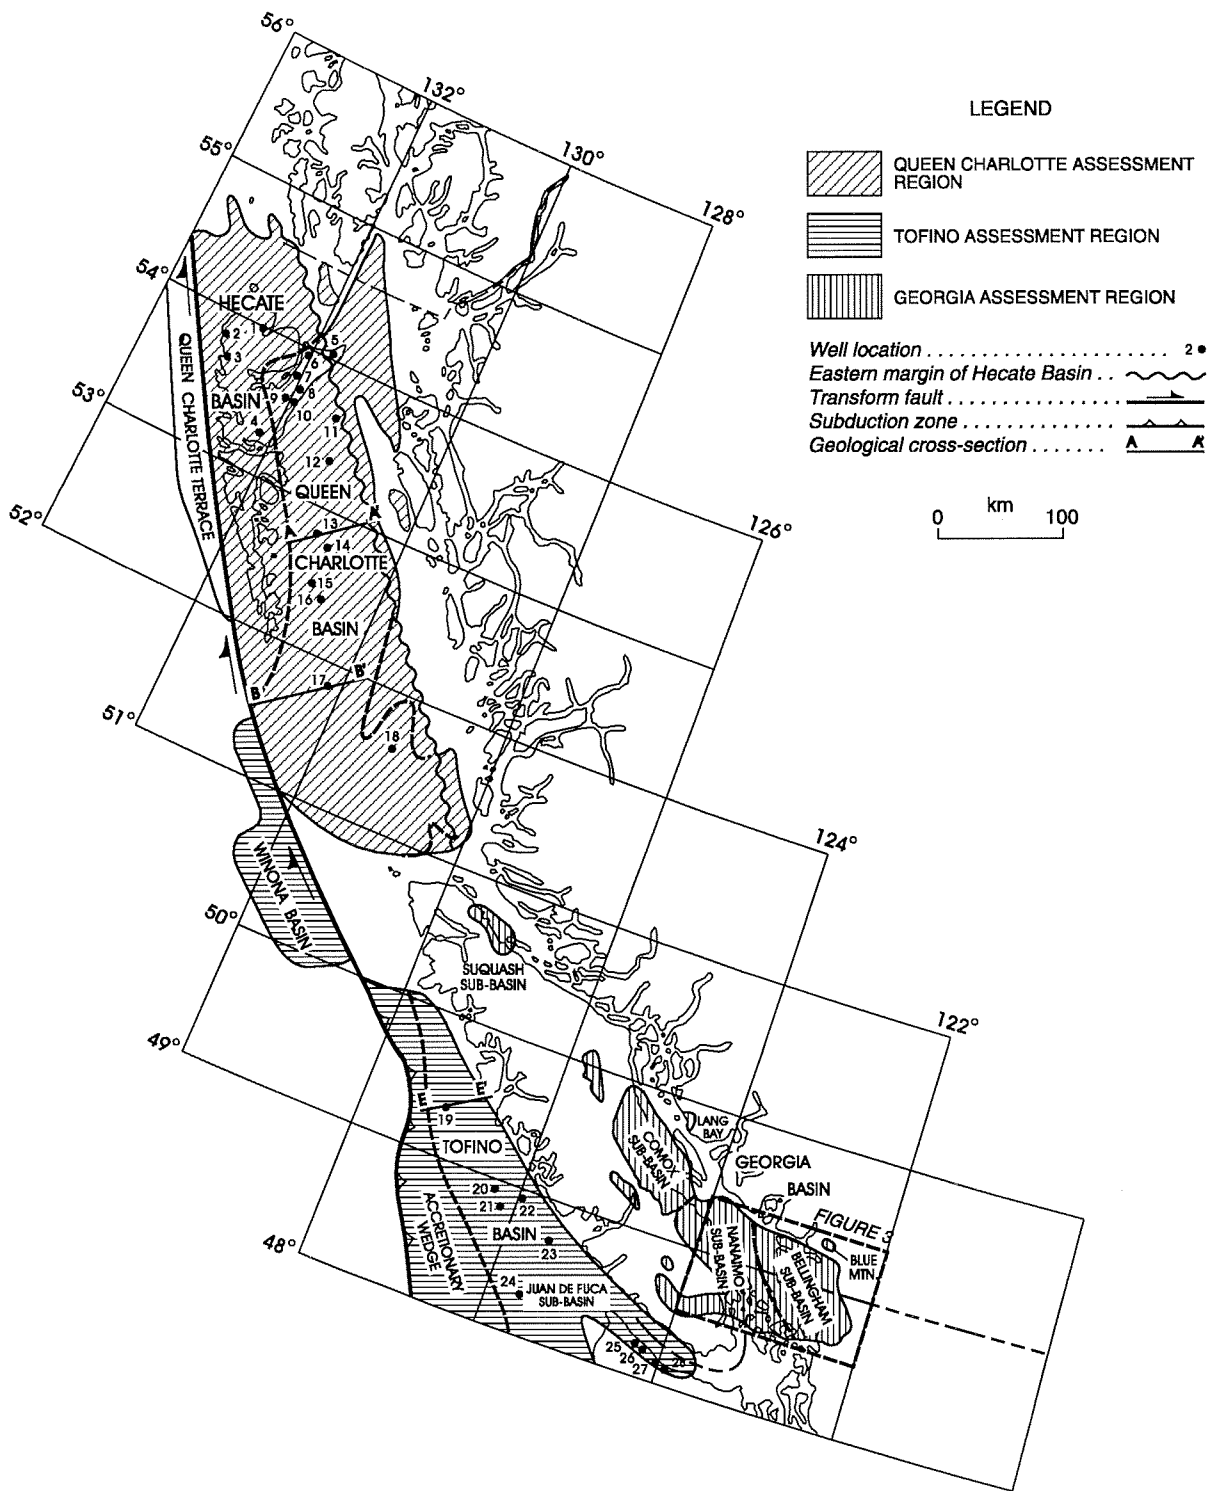 56°
132°
130°
128°
55°
54°
53°
52°
126°
51°
124°
50°
122°
49°
48°
LEGEND
QUEEN CHARLOTTE ASSESSMENT
REGION
TOFINO ASSESSMENT REGION
GEORGIA ASSESSMENT REGION
Well location . . . . . . . . . . . . . . . . . . . . . . . . . . 2
Eastern margin of Hecate Basin . .
Transform fault . . . . . . . . . . . . . . . . . . . . .
Subduction zone . . . . . . . . . . . . . . . . . . . .
Geological cross-section . . . . . . . A A'
km
0 100
HECATE
BASIN
QUEEN CHARLOTTE TERRACE
1
2
3
4
5
6
7
8
9
10
11
12
QUEEN
A A'
13
14
CHARLOTTE
15
16
BASIN
17
B B'
18
WINONA BASIN
SUQUASH
SUB-BASIN
E E'
19
TOFINO
20
21
22
BASIN
23
ACCRETIONARY
WEDGE
24
JUAN DE FUCA
SUB-BASIN
25
26
27
28
COMOX
SUB-BASIN
LANG
BAY
GEORGIA
BASIN
FIGURE 3
NANAIMO
SUB-BASIN
BELLINGHAM
SUB-BASIN
BLUE
MTN.